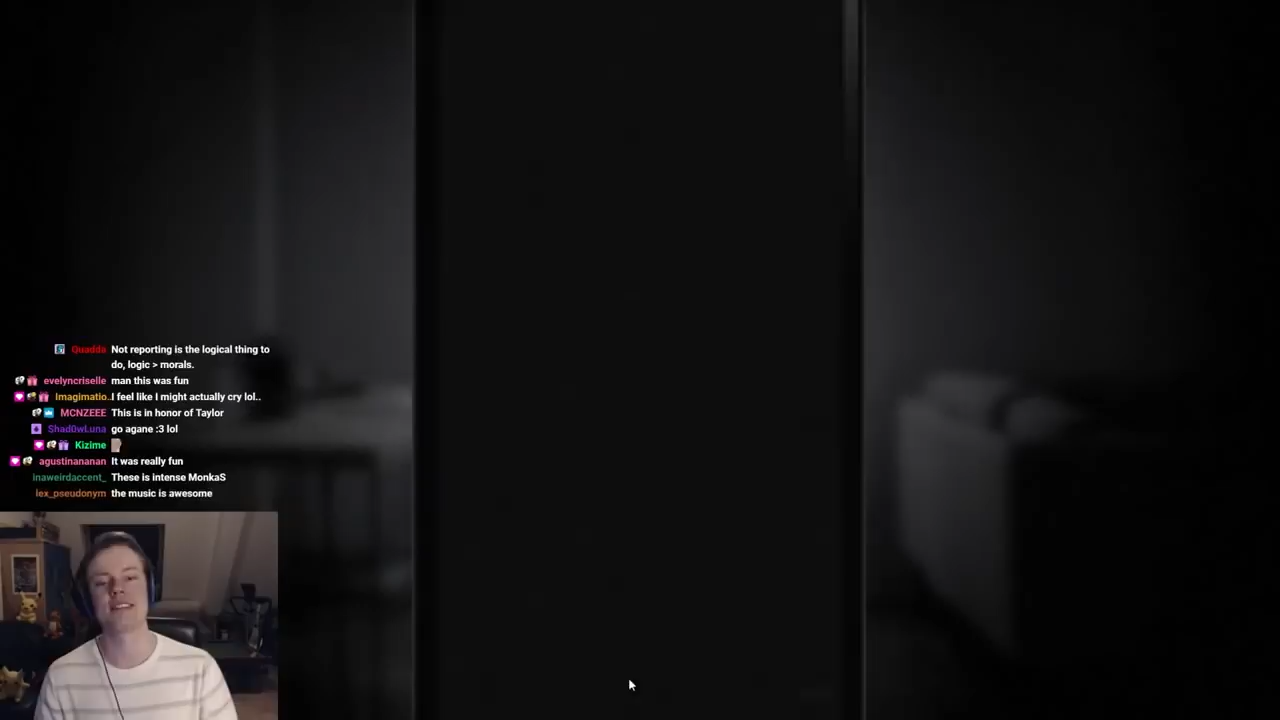 Quadda Not reporting is the logical thing to
do, logic > morals.
evelyncriselle man this was fun
Imagimatio.. I feel like I might actually cry lol..
MCNZEEE This is in honor of Taylor
Shad0wLuna go agane :3 lol
Kizime
agustinananan It was really fun
inaweirdaccent_ These is intense MonkaS
lex_pseudonym the music is awesome